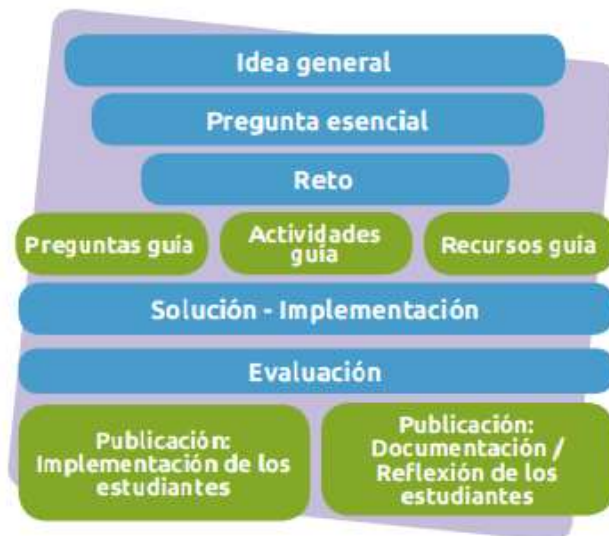 Idea general
Pregunta esencial
Reto
Preguntas guía
Actividades
guía
Recursos guía
Solución - Implementación
Evaluación
Publicación:
Implementación de los
estudiantes
Publicación:
Documentación /
Reflexión de los
estudiantes